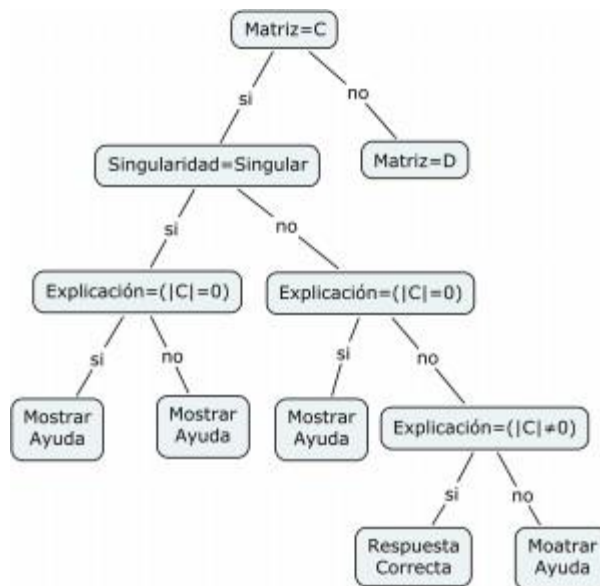 Matriz=C
si
no
Singularidad=Singular
Matriz=D
si
no
Explicación=(|C|=0)
Explicación=(|C|=0)
si
no
si
no
Mostrar
Ayuda
Mostrar
Ayuda
Mostrar
Ayuda
Explicación=(|C|≠0)
si
no
Respuesta
Correcta
Moatrar
Ayuda